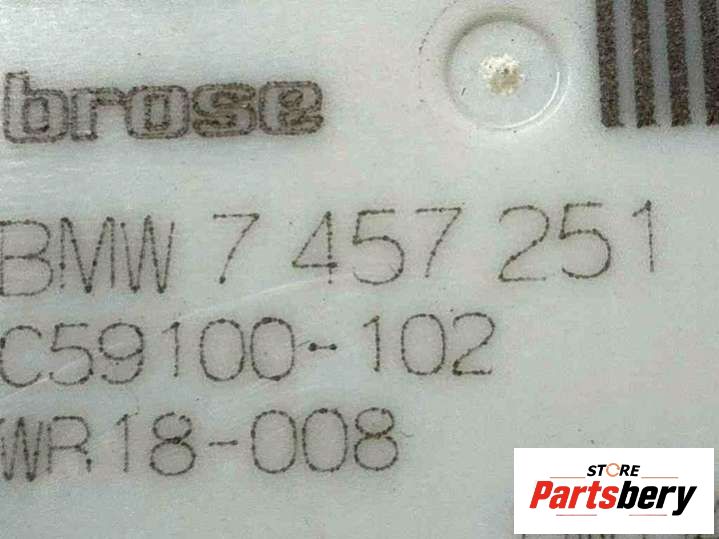 brose
BMW 7 457 251
C59100-102
WR18-008
STORE
Partsbery